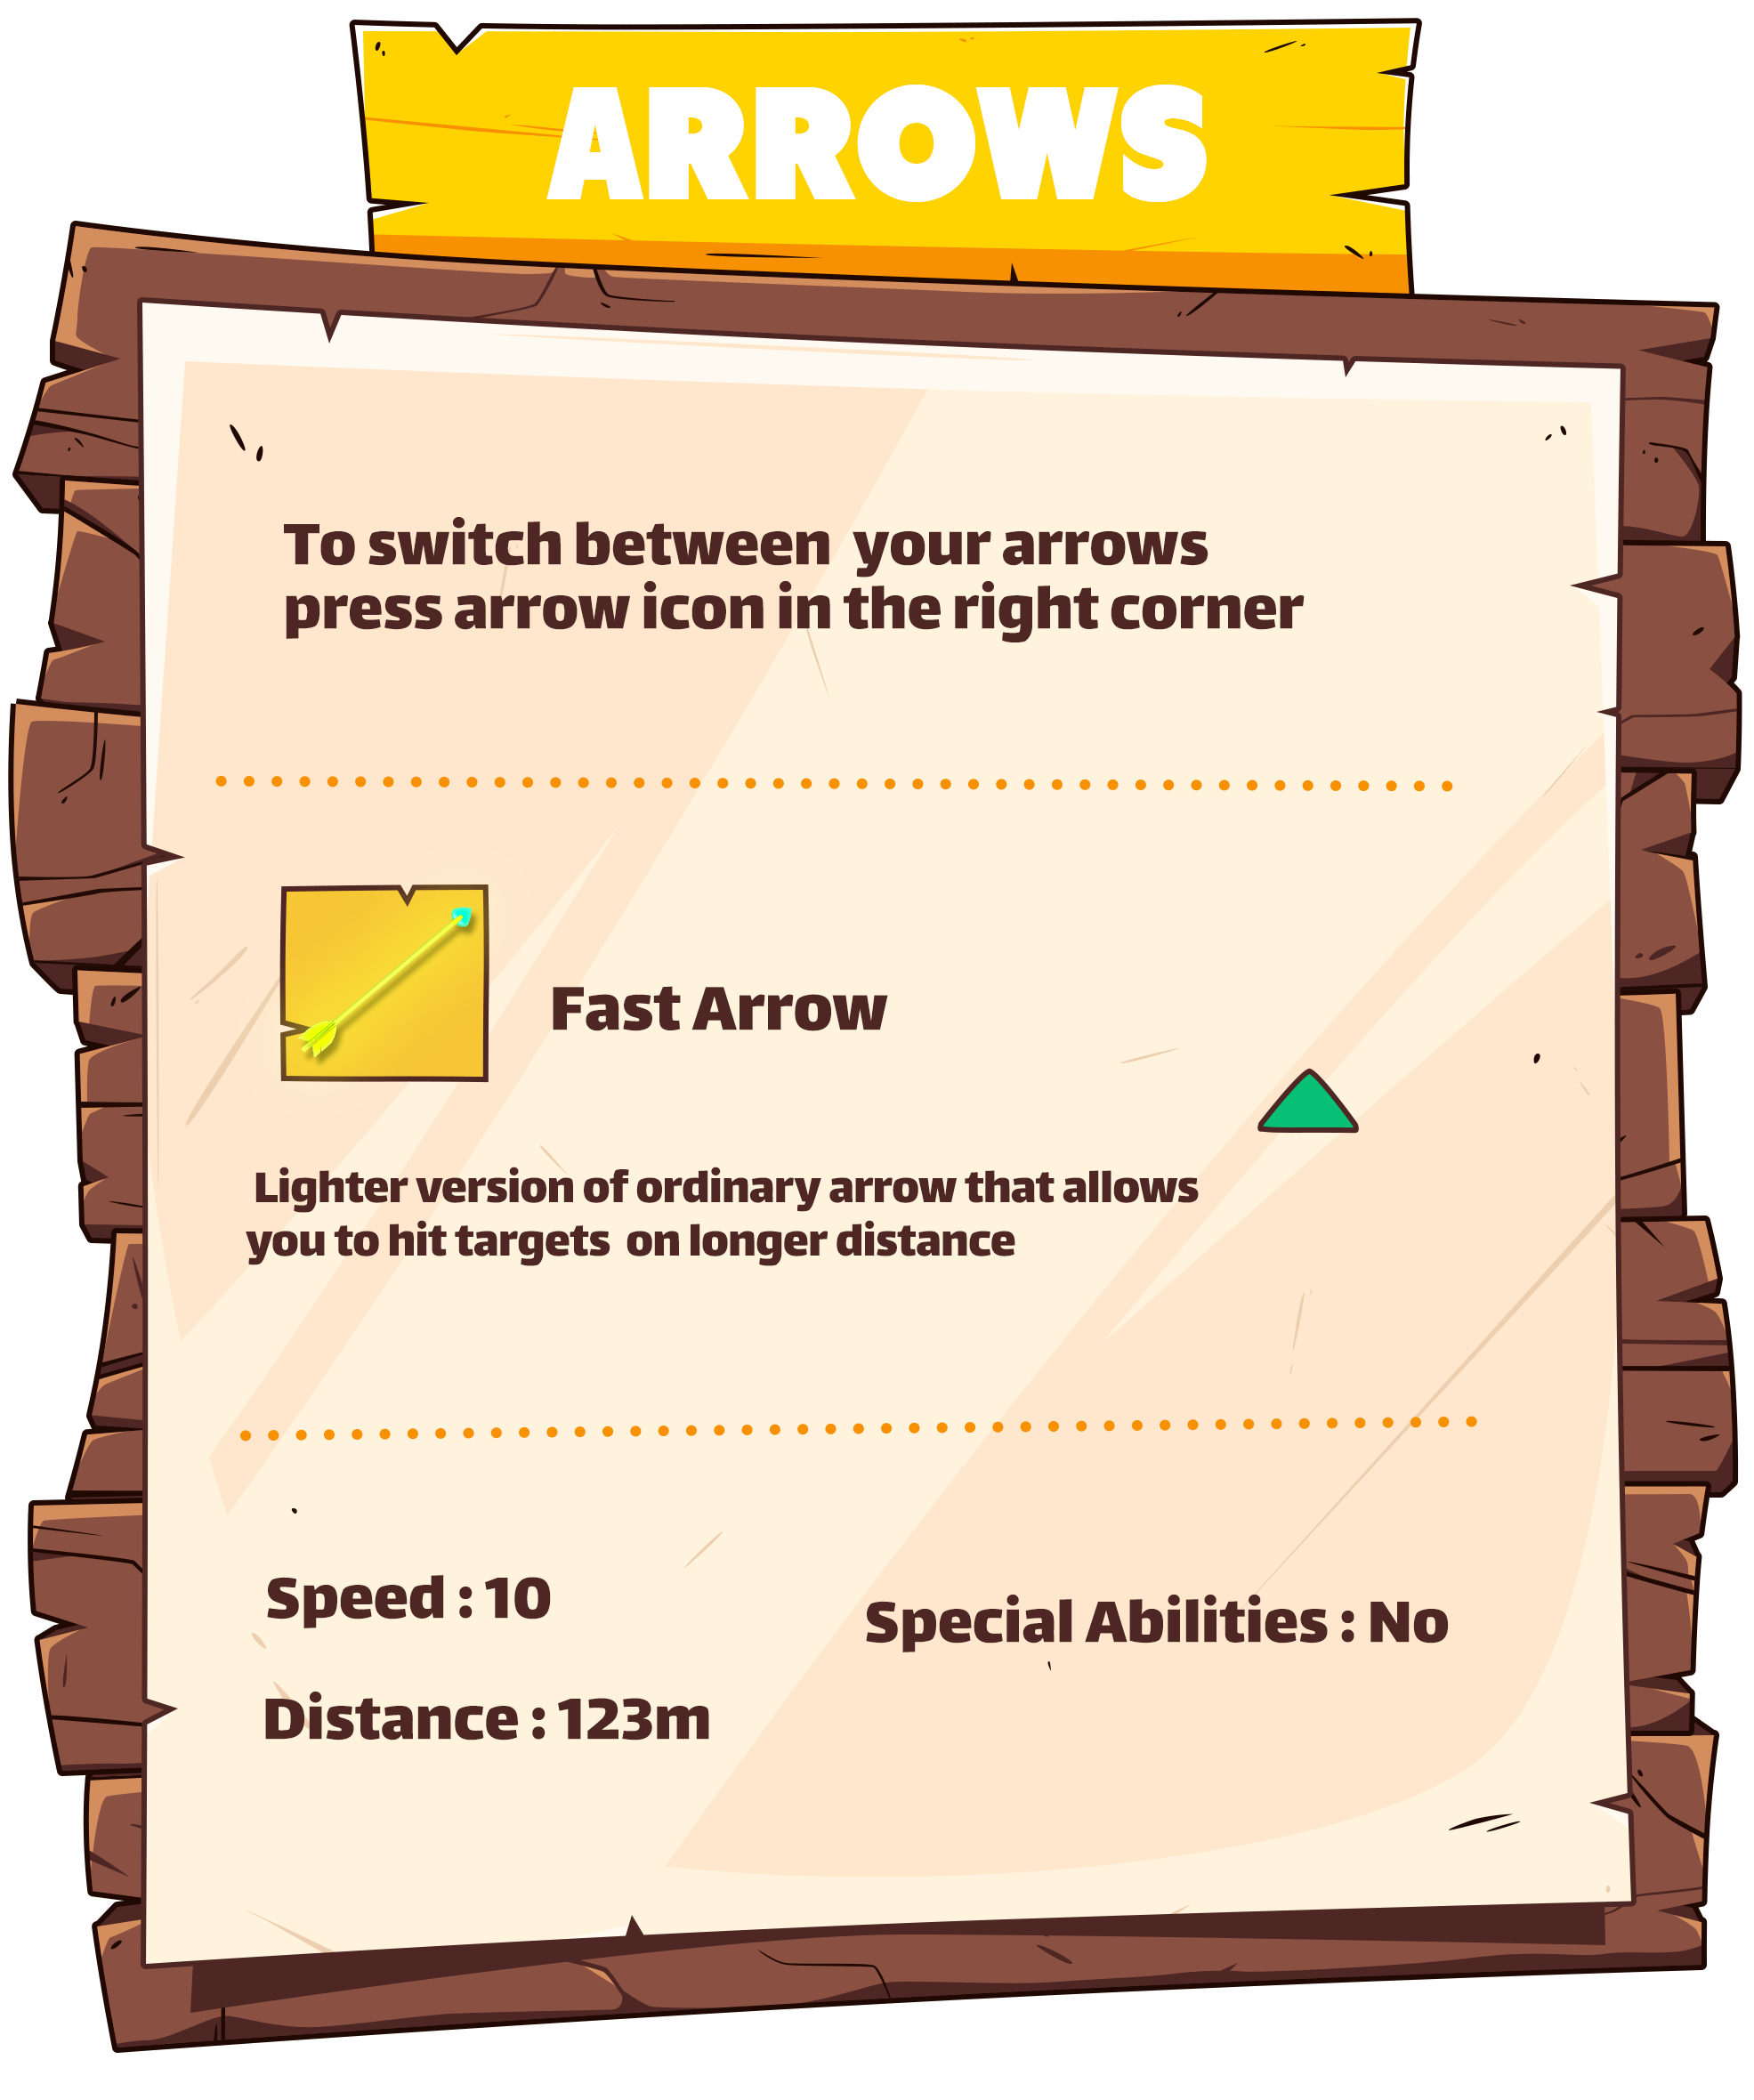 ARROWS
To switch between your arrows
press arrow icon in the right corner
Fast Arrow
Lighter version of ordinary arrow that allows
you to hit targets on longer distance
Speed : 10
Special Abilities : No
Distance : 123m